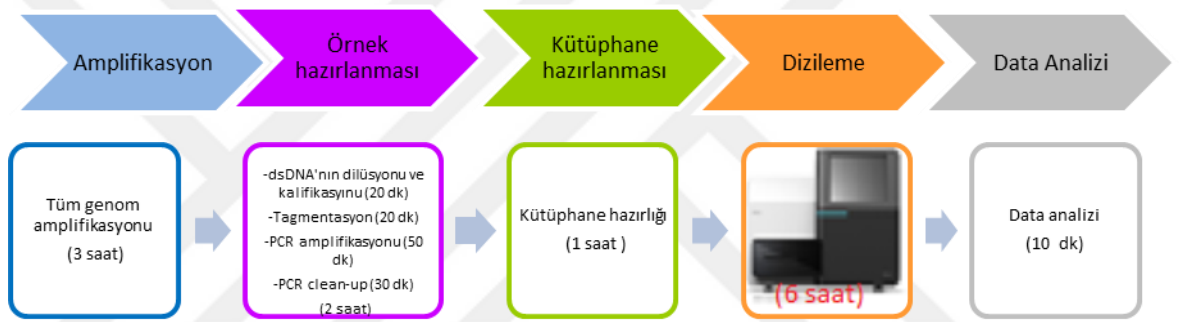 Amplifikasyon
Örnek
hazırlanması
Kütüphane
hazırlanması
Dizileme
Data Analizi
Tüm genom
amplifikasyonu
(3 saat)
-dsDNA'nın dilüsyonu ve
kalifikasyınu (20 dk)
-Tagmentasyon (20 dk)
-PCR amplifikasyonu (50
dk)
-PCR clean-up (30 dk)
(2 saat)
Kütüphane hazırlığı
(1 saat )
(6 saat)
Data analizi
(10 dk)